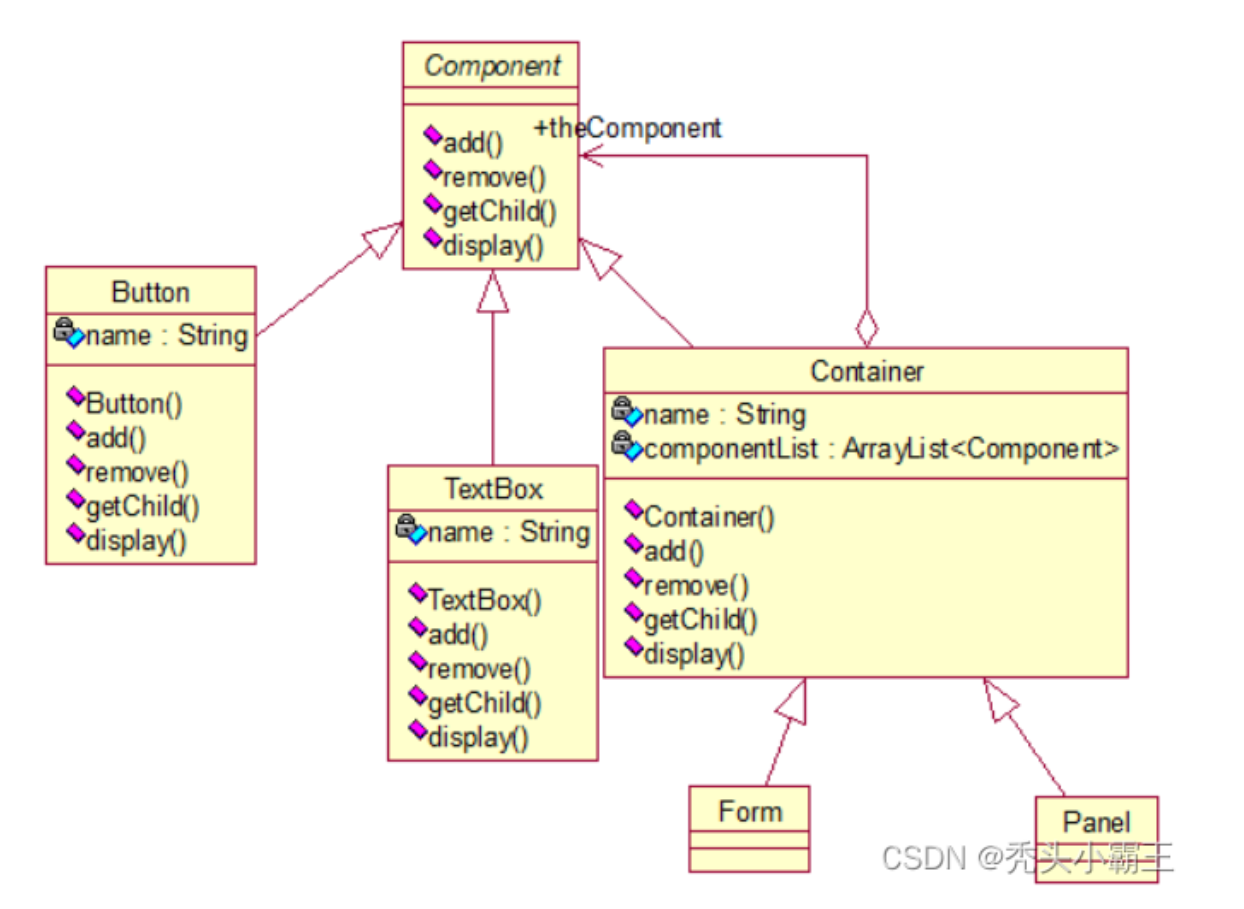 Component
add()
remove()
getChild()
display()
+theComponent
Button
name : String
Button()
add()
remove()
getChild()
display()
TextBox
name : String
TextBox()
add()
remove()
getChild()
display()
Container
name : String
componentList : ArrayList<Component>
Container()
add()
remove()
getChild()
display()
Form
Panel
CSDN @秃头小霸王